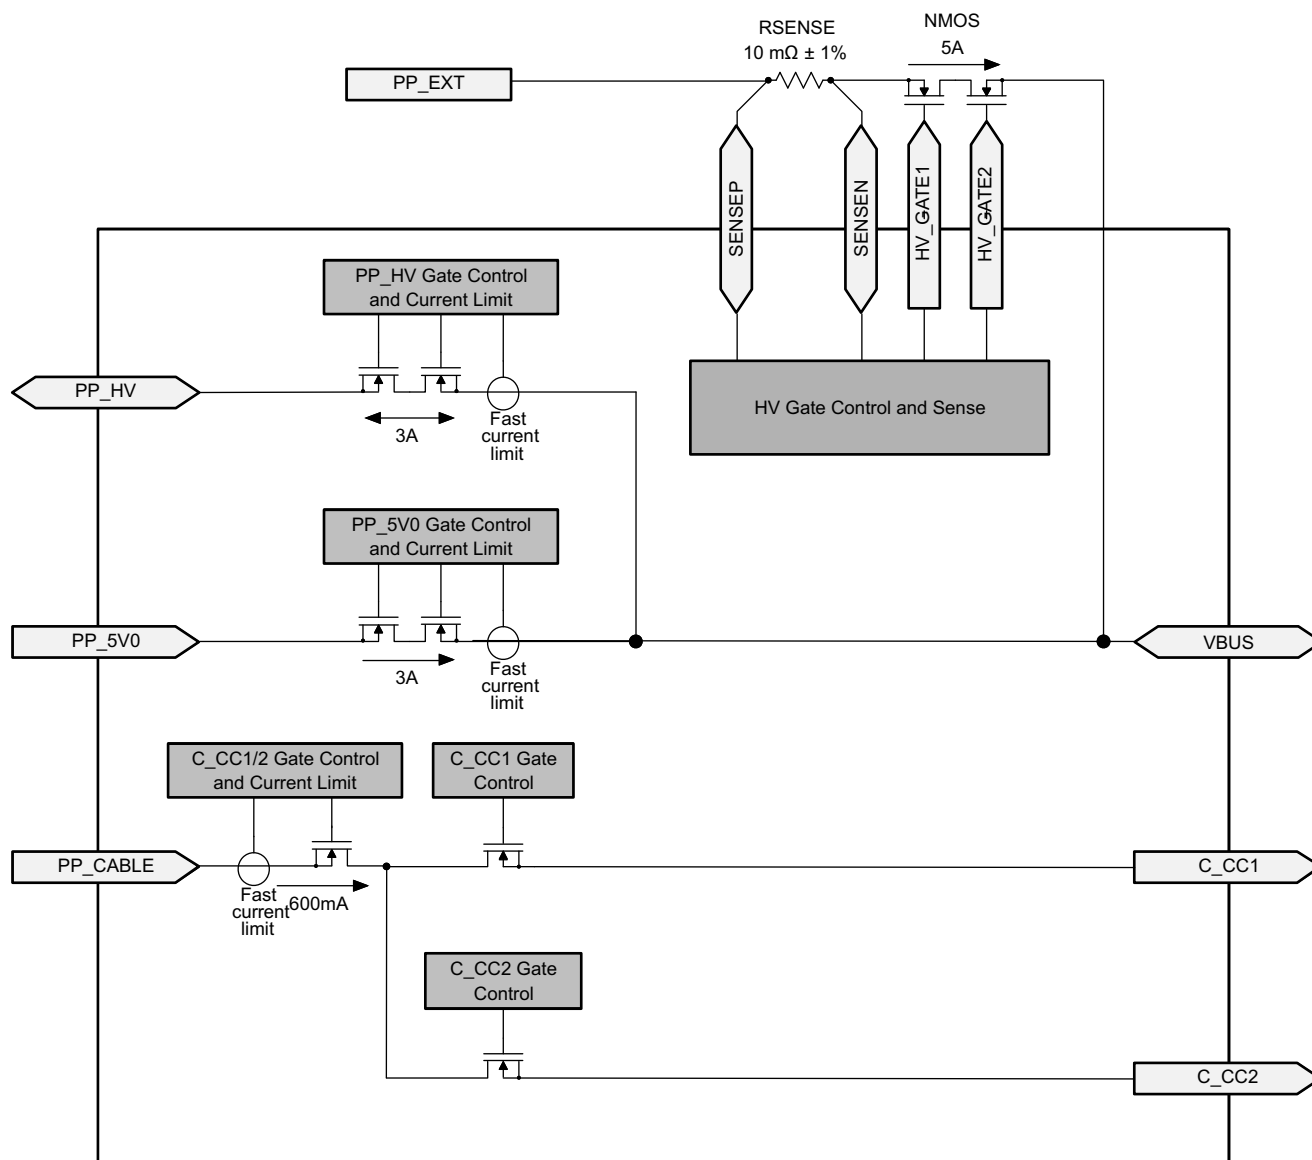 RSENSE
10 mΩ ± 1%
NMOS
5A
PP_EXT
SENSEP
SENSEN
HV_GATE1
HV_GATE2
PP_HV Gate Control
and Current Limit
PP_HV
3A
Fast
current
limit
HV Gate Control and Sense
PP_5V0 Gate Control
and Current Limit
PP_5V0
3A
Fast
current
limit
VBUS
C_CC1/2 Gate Control
and Current Limit
C_CC1 Gate
Control
PP_CABLE
Fast
current
limit
600mA
C_CC1
C_CC2 Gate
Control
C_CC2